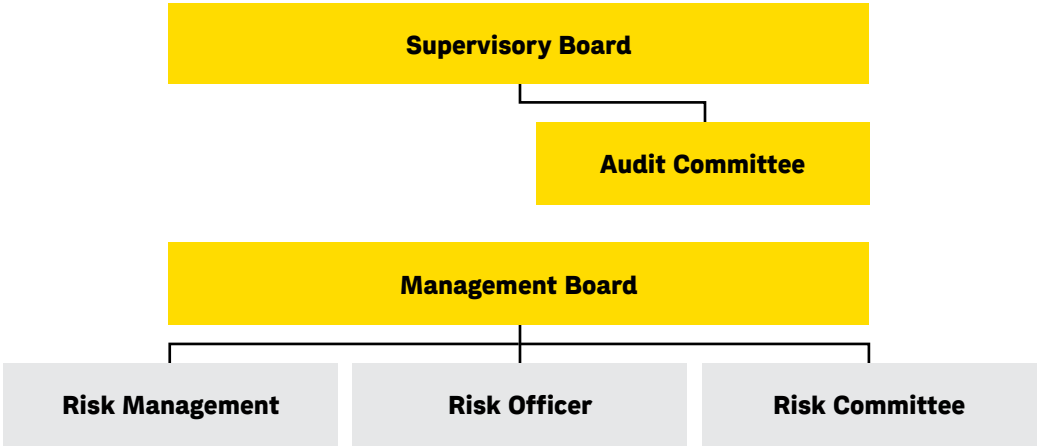 Supervisory Board
Audit Committee
Management Board
Risk Management
Risk Officer
Risk Committee